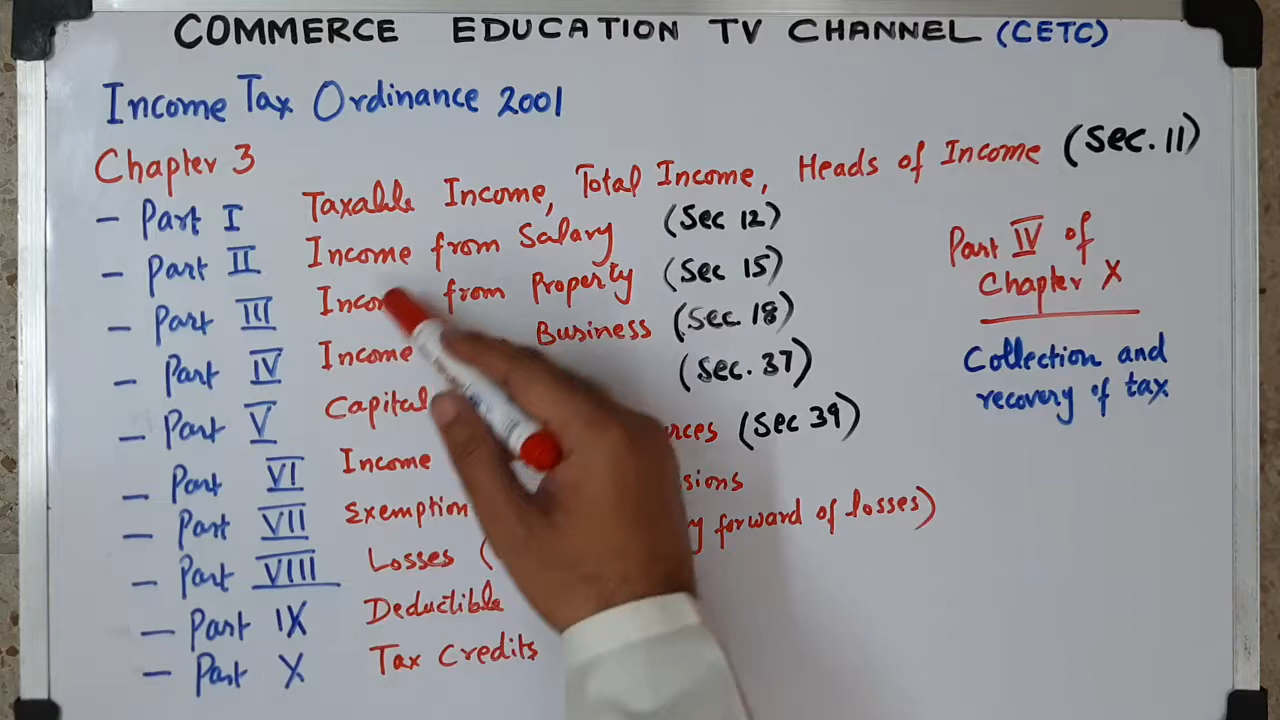 COMMERCE EDUCATION TV CHANNEL (CETC)
Income Tax Ordinance 2001
Chapter 3
- Part I Taxable Income, Total Income, Heads of Income (Sec. 11)
- Part II Income from Salary (Sec 12)
- Part III Income from Property (Sec 15)
- Part IV Income Business (Sec. 18)
- Part V Capital (Sec. 37)
- Part VI Income (Sec 39)
- Part VII Exemption
- Part VIII Losses ( forward of losses)
- Part IX Deductible
- Part X Tax Credits
Part IV of
Chapter X
Collection and
recovery of tax